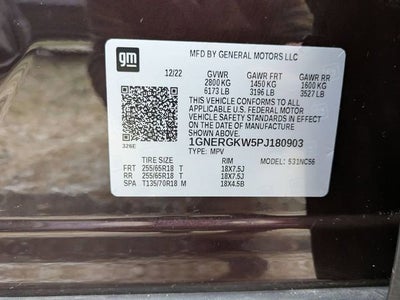 gm
MFD BY GENERAL MOTORS LLC
12/22 GVWR GAWR FRT GAWR RR
2800 KG 1450 KG 1600 KG
6173 LB 3196 LB 3527 LB
THIS VEHICLE CONFORMS TO ALL
APPLICABLE U.S. FEDERAL MOTOR
VEHICLE SAFETY STANDARDS IN EFFECT
ON THE DATE OF MANUFACTURE
SHOWN ABOVE.
326E 1GNERGKW5PJ180903
TYPE: MPV
TIRE SIZE RIM MODEL: 531NC56
FRT 255/65R18 T 18X7.5J
RR 255/65R18 T 18X7.5J
SPA T135/70R18 M 18X4.5B